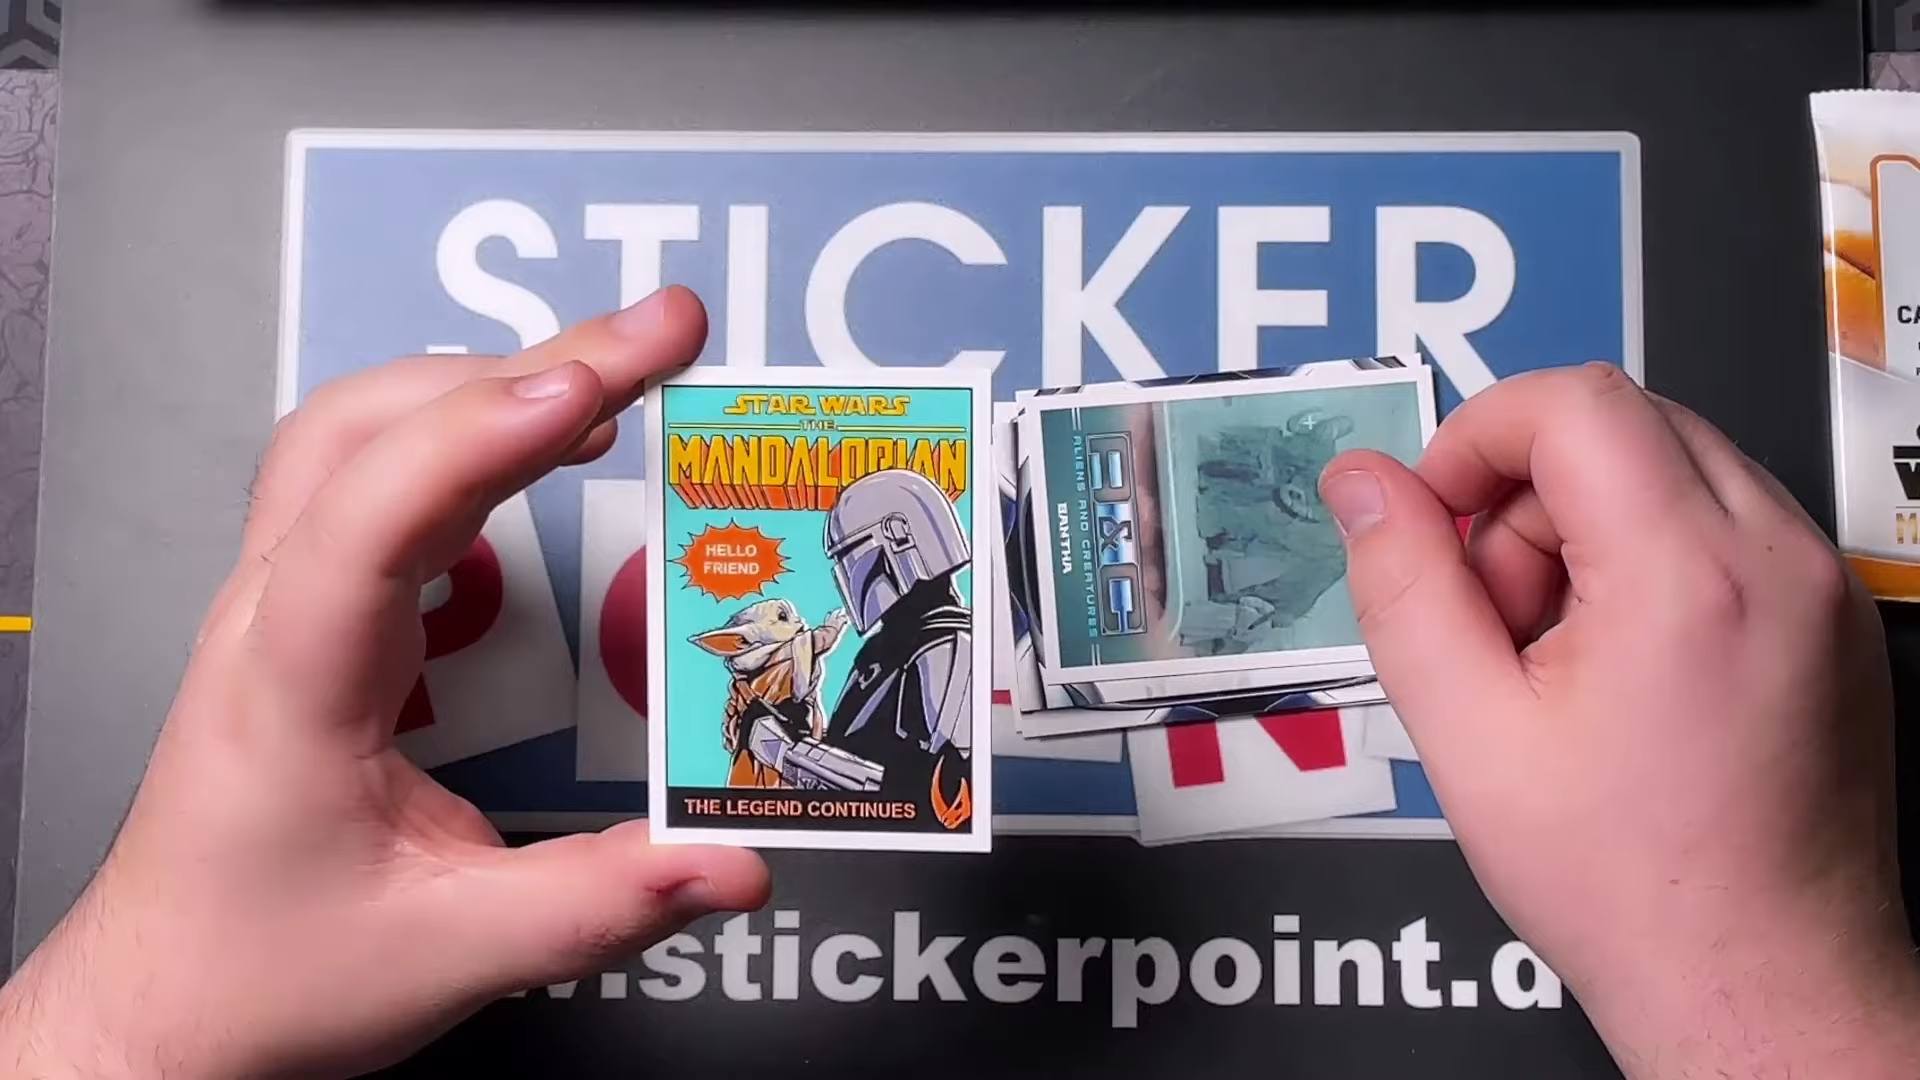 STICKER
STAR WARS
THE
MANDALORIAN
HELLO
FRIEND
THE LEGEND CONTINUES
A&C
ALIENS AND CREATURES
BANTHA
P
N
CA
w.stickerpoint.d